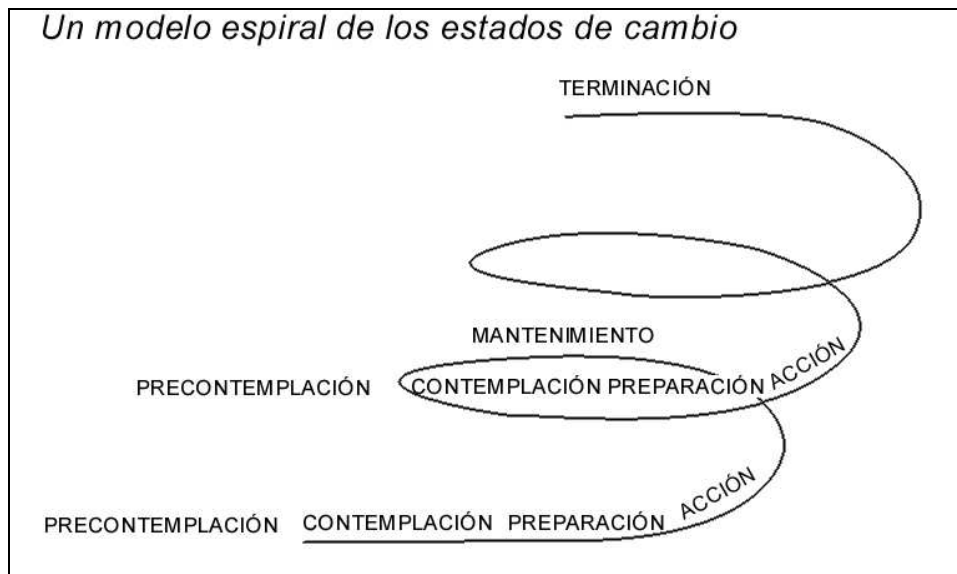 Un modelo espiral de los estados de cambio
TERMINACIÓN
MANTENIMIENTO
PRECONTEMPLACIÓN CONTEMPLACIÓN PREPARACIÓN ACCIÓN
PRECONTEMPLACIÓN CONTEMPLACIÓN PREPARACIÓN ACCIÓN